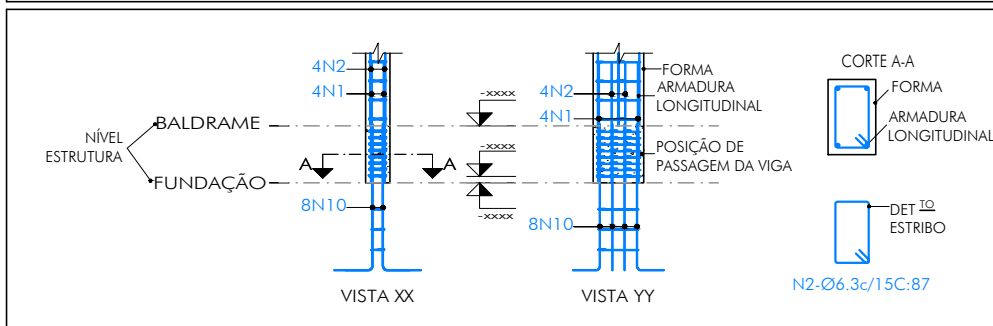 NÍVEL
ESTRUTURA
BALDRAME
FUNDAÇÃO
4N2
4N1
A
A
8N10
VISTA XX
-xxxx
-xxxx
-xxxx
4N2
4N1
8N10
VISTA YY
FORMA
ARMADURA
LONGITUDINAL
POSIÇÃO DE
PASSAGEM DA VIGA
CORTE A-A
FORMA
ARMADURA
LONGITUDINAL
DET TO
ESTRIBO
N2-Ø6.3c/15C:87